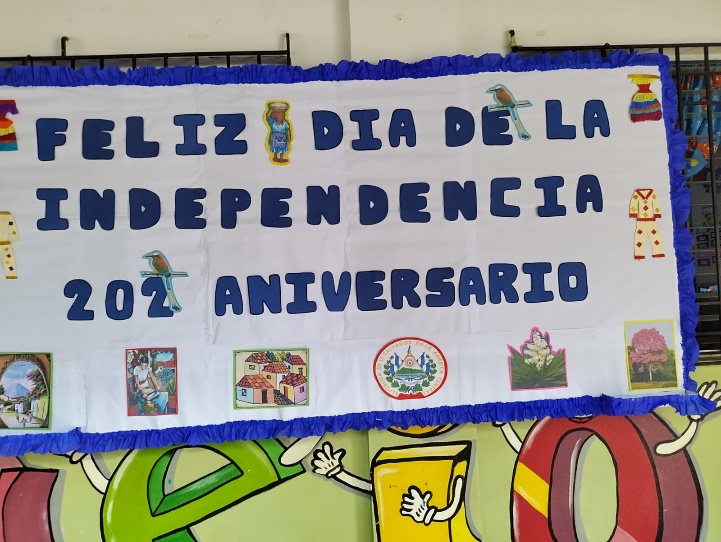 FELIZ DIA DE LA
INDEPENDENCIA
202 ANIVERSARIO